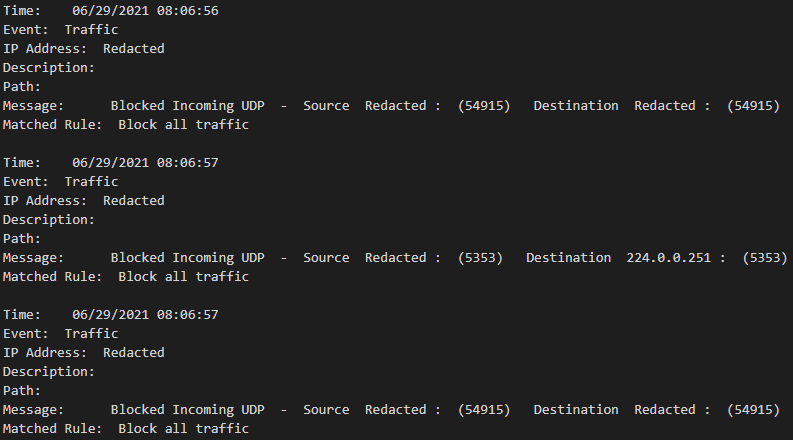 Time:    06/29/2021 08:06:56
Event:  Traffic
IP Address:  Redacted
Description:
Path:
Message:      Blocked Incoming UDP  -  Source  Redacted :  (54915)   Destination  Redacted :  (54915)
Matched Rule:  Block all traffic

Time:    06/29/2021 08:06:57
Event:  Traffic
IP Address:  Redacted
Description:
Path:
Message:      Blocked Incoming UDP  -  Source  Redacted :  (5353)   Destination  224.0.0.251 :  (5353)
Matched Rule:  Block all traffic

Time:    06/29/2021 08:06:57
Event:  Traffic
IP Address:  Redacted
Description:
Path:
Message:      Blocked Incoming UDP  -  Source  Redacted :  (54915)   Destination  Redacted :  (54915)
Matched Rule:  Block all traffic